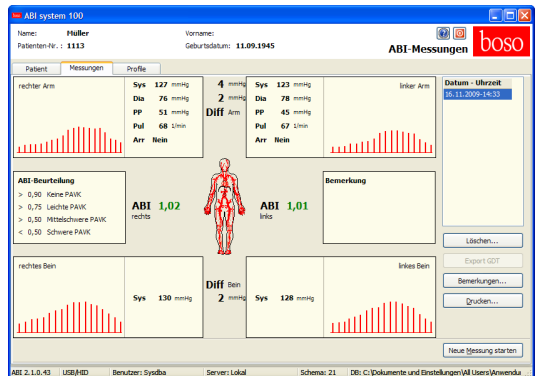 boso ABI system 100
Name: Müller Vorname:
Patienten-Nr. : 1113 Geburtsdatum: 11.09.1945
ABI-Messungen boso
Patient Messungen Profile
rechter Arm
Sys 127 mmHg
Dia 76 mmHg
PP 51 mmHg
Pul 68 1/min
Arr Nein
4 mmHg
2 mmHg
Diff Arm
Sys 123 mmHg
Dia 78 mmHg
PP 45 mmHg
Pul 67 1/min
Arr Nein
linker Arm
Datum - Uhrzeit
16.11.2009-14:33
ABI-Beurteilung
> 0,90 Keine PAVK
> 0,75 Leichte PAVK
> 0,50 Mittelschwere PAVK
< 0,50 Schwere PAVK
ABI 1,02
rechts
ABI 1,01
links
Bemerkung
rechtes Bein
Sys 130 mmHg
Diff Bein
2 mmHg
Sys 128 mmHg
linkes Bein
Löschen...
Export GDT
Bemerkungen...
Drucken...
Neue Messung starten
ABI 2.1.0.43 USB/HID Benutzer: Sysdba Server: Lokal Schema: 21 DB: C:\Dokumente und Einstellungen\All Users\Anwendu